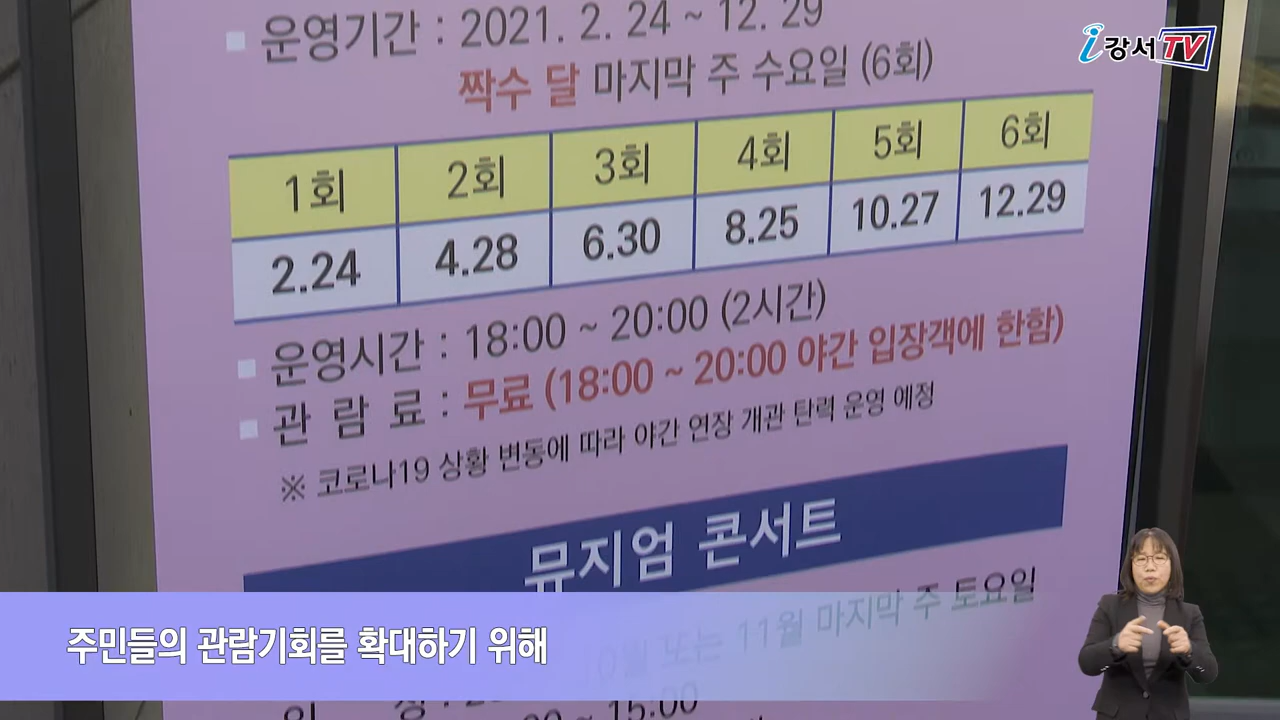 운영기간 : 2021. 2. 24 ~ 12. 29
i강서TV
짝수 달 마지막 주 수요일 (6회)
1회 2회 3회 4회 5회 6회
2.24 4.28 6.30 8.25 10.27 12.29
운영시간 : 18:00 ~ 20:00 (2시간)
관 람 료 : 무료 (18:00 ~ 20:00 야간 입장객에 한함)
※ 코로나19 상황 변동에 따라 야간 연장 개관 탄력 운영 예정
뮤지엄 콘서트
또는 11월 마지막 주 토요일
주민들의 관람기회를 확대하기 위해
~ 15:00